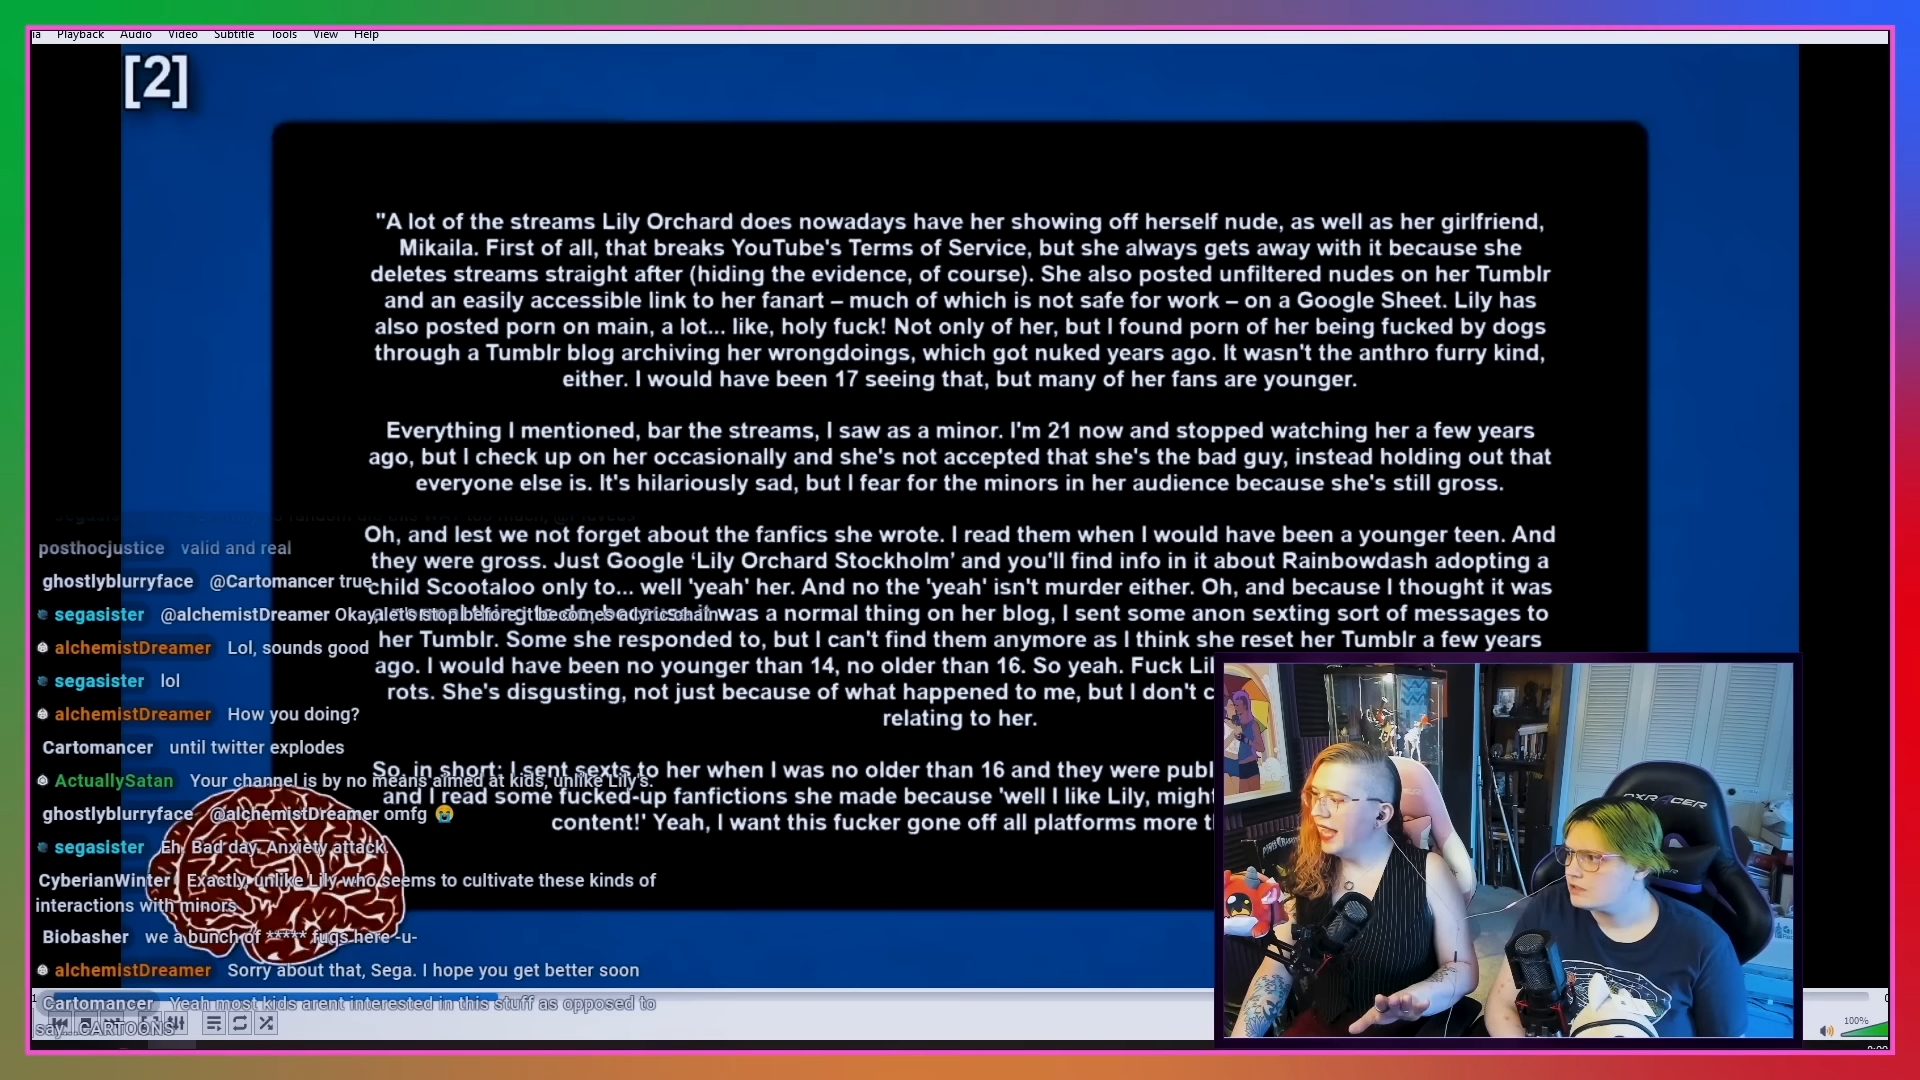 ia Playback Audio Video Subtitle Tools View Help
[2]
"A lot of the streams Lily Orchard does nowadays have her showing off herself nude, as well as her girlfriend,
Mikaila. First of all, that breaks YouTube's Terms of Service, but she always gets away with it because she
deletes streams straight after (hiding the evidence, of course). She also posted unfiltered nudes on her Tumblr
and an easily accessible link to her fanart – much of which is not safe for work – on a Google Sheet. Lily has
also posted porn on main, a lot... like, holy fuck! Not only of her, but I found porn of her being fucked by dogs
through a Tumblr blog archiving her wrongdoings, which got nuked years ago. It wasn't the anthro furry kind,
either. I would have been 17 seeing that, but many of her fans are younger.
Everything I mentioned, bar the streams, I saw as a minor. I'm 21 now and stopped watching her a few years
ago, but I check up on her occasionally and she's not accepted that she's the bad guy, instead holding out that
everyone else is. It's hilariously sad, but I fear for the minors in her audience because she's still gross.
Oh, and lest we not forget about the fanfics she wrote. I read them when I would have been a younger teen. And
they were gross. Just Google ‘Lily Orchard Stockholm’ and you'll find info in it about Rainbowdash adopting a
child Scootaloo only to... well 'yeah' her. And no the 'yeah' isn't murder either. Oh, and because I thought it was
was a normal thing on her blog, I sent some anon sexting sort of messages to
her Tumblr. Some she responded to, but I can't find them anymore as I think she reset her Tumblr a few years
ago. I would have been no younger than 14, no older than 16. So yeah. Fuck Lil
rots. She's disgusting, not just because of what happened to me, but I don't c
relating to her.
So, in short: I sent sexts to her when I was no older than 16 and they were publ
and I read some fucked-up fanfictions she made because 'well I like Lily, migh
content!' Yeah, I want this fucker gone off all platforms more t
posthocjustice valid and real
ghostlyblurryface @Cartomancer true
segasister @alchemistDreamer Okay, let's stop before it becomes a lyric chain
alchemistDreamer Lol, sounds good
segasister lol
alchemistDreamer How you doing?
Cartomancer until twitter explodes
ActuallySatan Your channel is by no means aimed at kids, unlike Lily's.
ghostlyblurryface @alchemistDreamer omfg 😭
segasister Eh. Bad day. Anxiety attack.
CyberianWinter Exactly, unlike Lily who seems to cultivate these kinds of
interactions with minors
Biobasher we a bunch of ***** fuqs here -u-
alchemistDreamer Sorry about that, Sega. I hope you get better soon
Cartomancer Yeah most kids arent interested in this stuff as opposed to
say...CARTOONS
DXRACER
100%